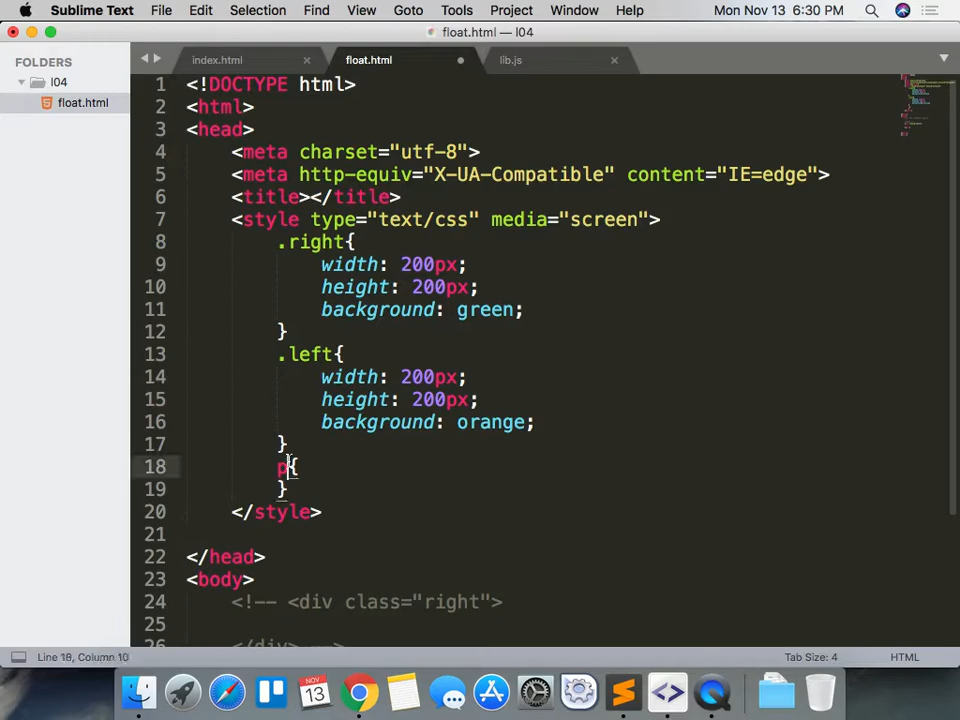 Sublime Text File Edit Selection Find View Goto Tools Project Window Help Mon Nov 13 6:30 PM
float.html — l04
FOLDERS
l04
float.html
index.html × float.html lib.js ×
1 <!DOCTYPE html>
2 <html>
3 <head>
4 <meta charset="utf-8">
5 <meta http-equiv="X-UA-Compatible" content="IE=edge">
6 <title></title>
7 <style type="text/css" media="screen">
8 .right{
9 width: 200px;
10 height: 200px;
11 background: green;
12 }
13 .left{
14 width: 200px;
15 height: 200px;
16 background: orange;
17 }
18 p{
19 }
20 </style>
21
22 </head>
23 <body>
24 <!-- <div class="right">
25
26 </div> -->
Line 18, Column 10 Tab Size: 4 HTML
NOV
13